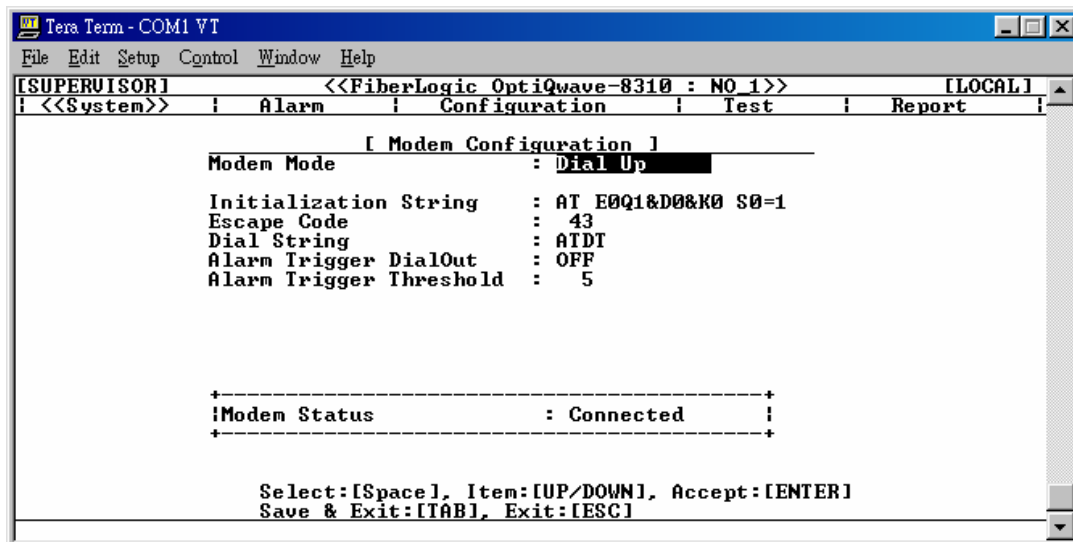 Tera Term - COM1 VT
File Edit Setup Control Window Help
[SUPERVISOR] <<FiberLogic OptiQwave-8310 : NO_1>> [LOCAL]
| <<System>> | Alarm | Configuration | Test | Report |
[ Modem Configuration ]
Modem Mode : Dial Up
Initialization String : AT E0Q1&D0&K0 S0=1
Escape Code : 43
Dial String : ATDT
Alarm Trigger DialOut : OFF
Alarm Trigger Threshold : 5
+----------------------------------------------+
|Modem Status : Connected |
+----------------------------------------------+
Select:[Space], Item:[UP/DOWN], Accept:[ENTER]
Save & Exit:[TAB], Exit:[ESC]